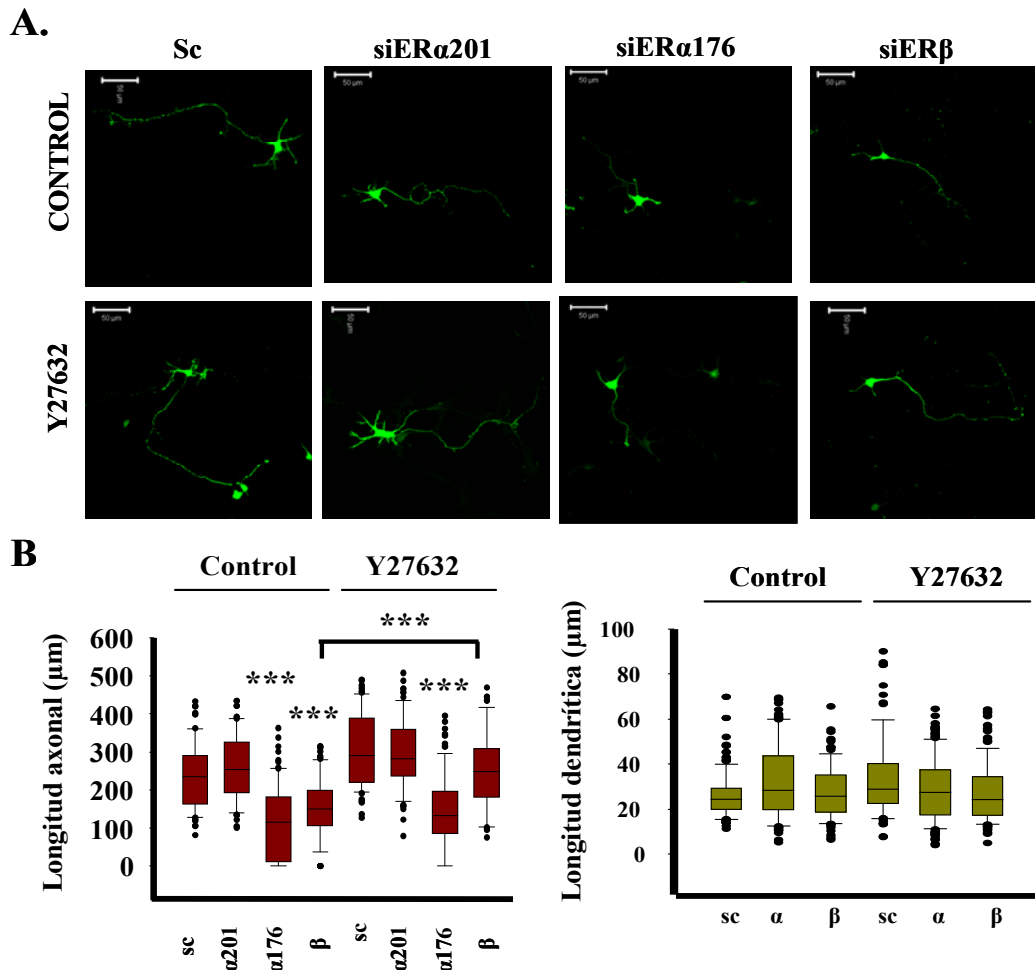 A.
Sc siERα201 siERα176 siERβ
CONTROL
50 µm 50 µm 50 µm 50 µm
Y27632
50 µm 50 µm 50 µm 50 µm
B
Control Y27632
Longitud axonal (µm)
600
500
400
300
200
100
0
***
***
***
***
sc α201 α176 β sc α201 α176 β
Control Y27632
Longitud dendrítica (µm)
100
80
60
40
20
0
sc α β sc α β